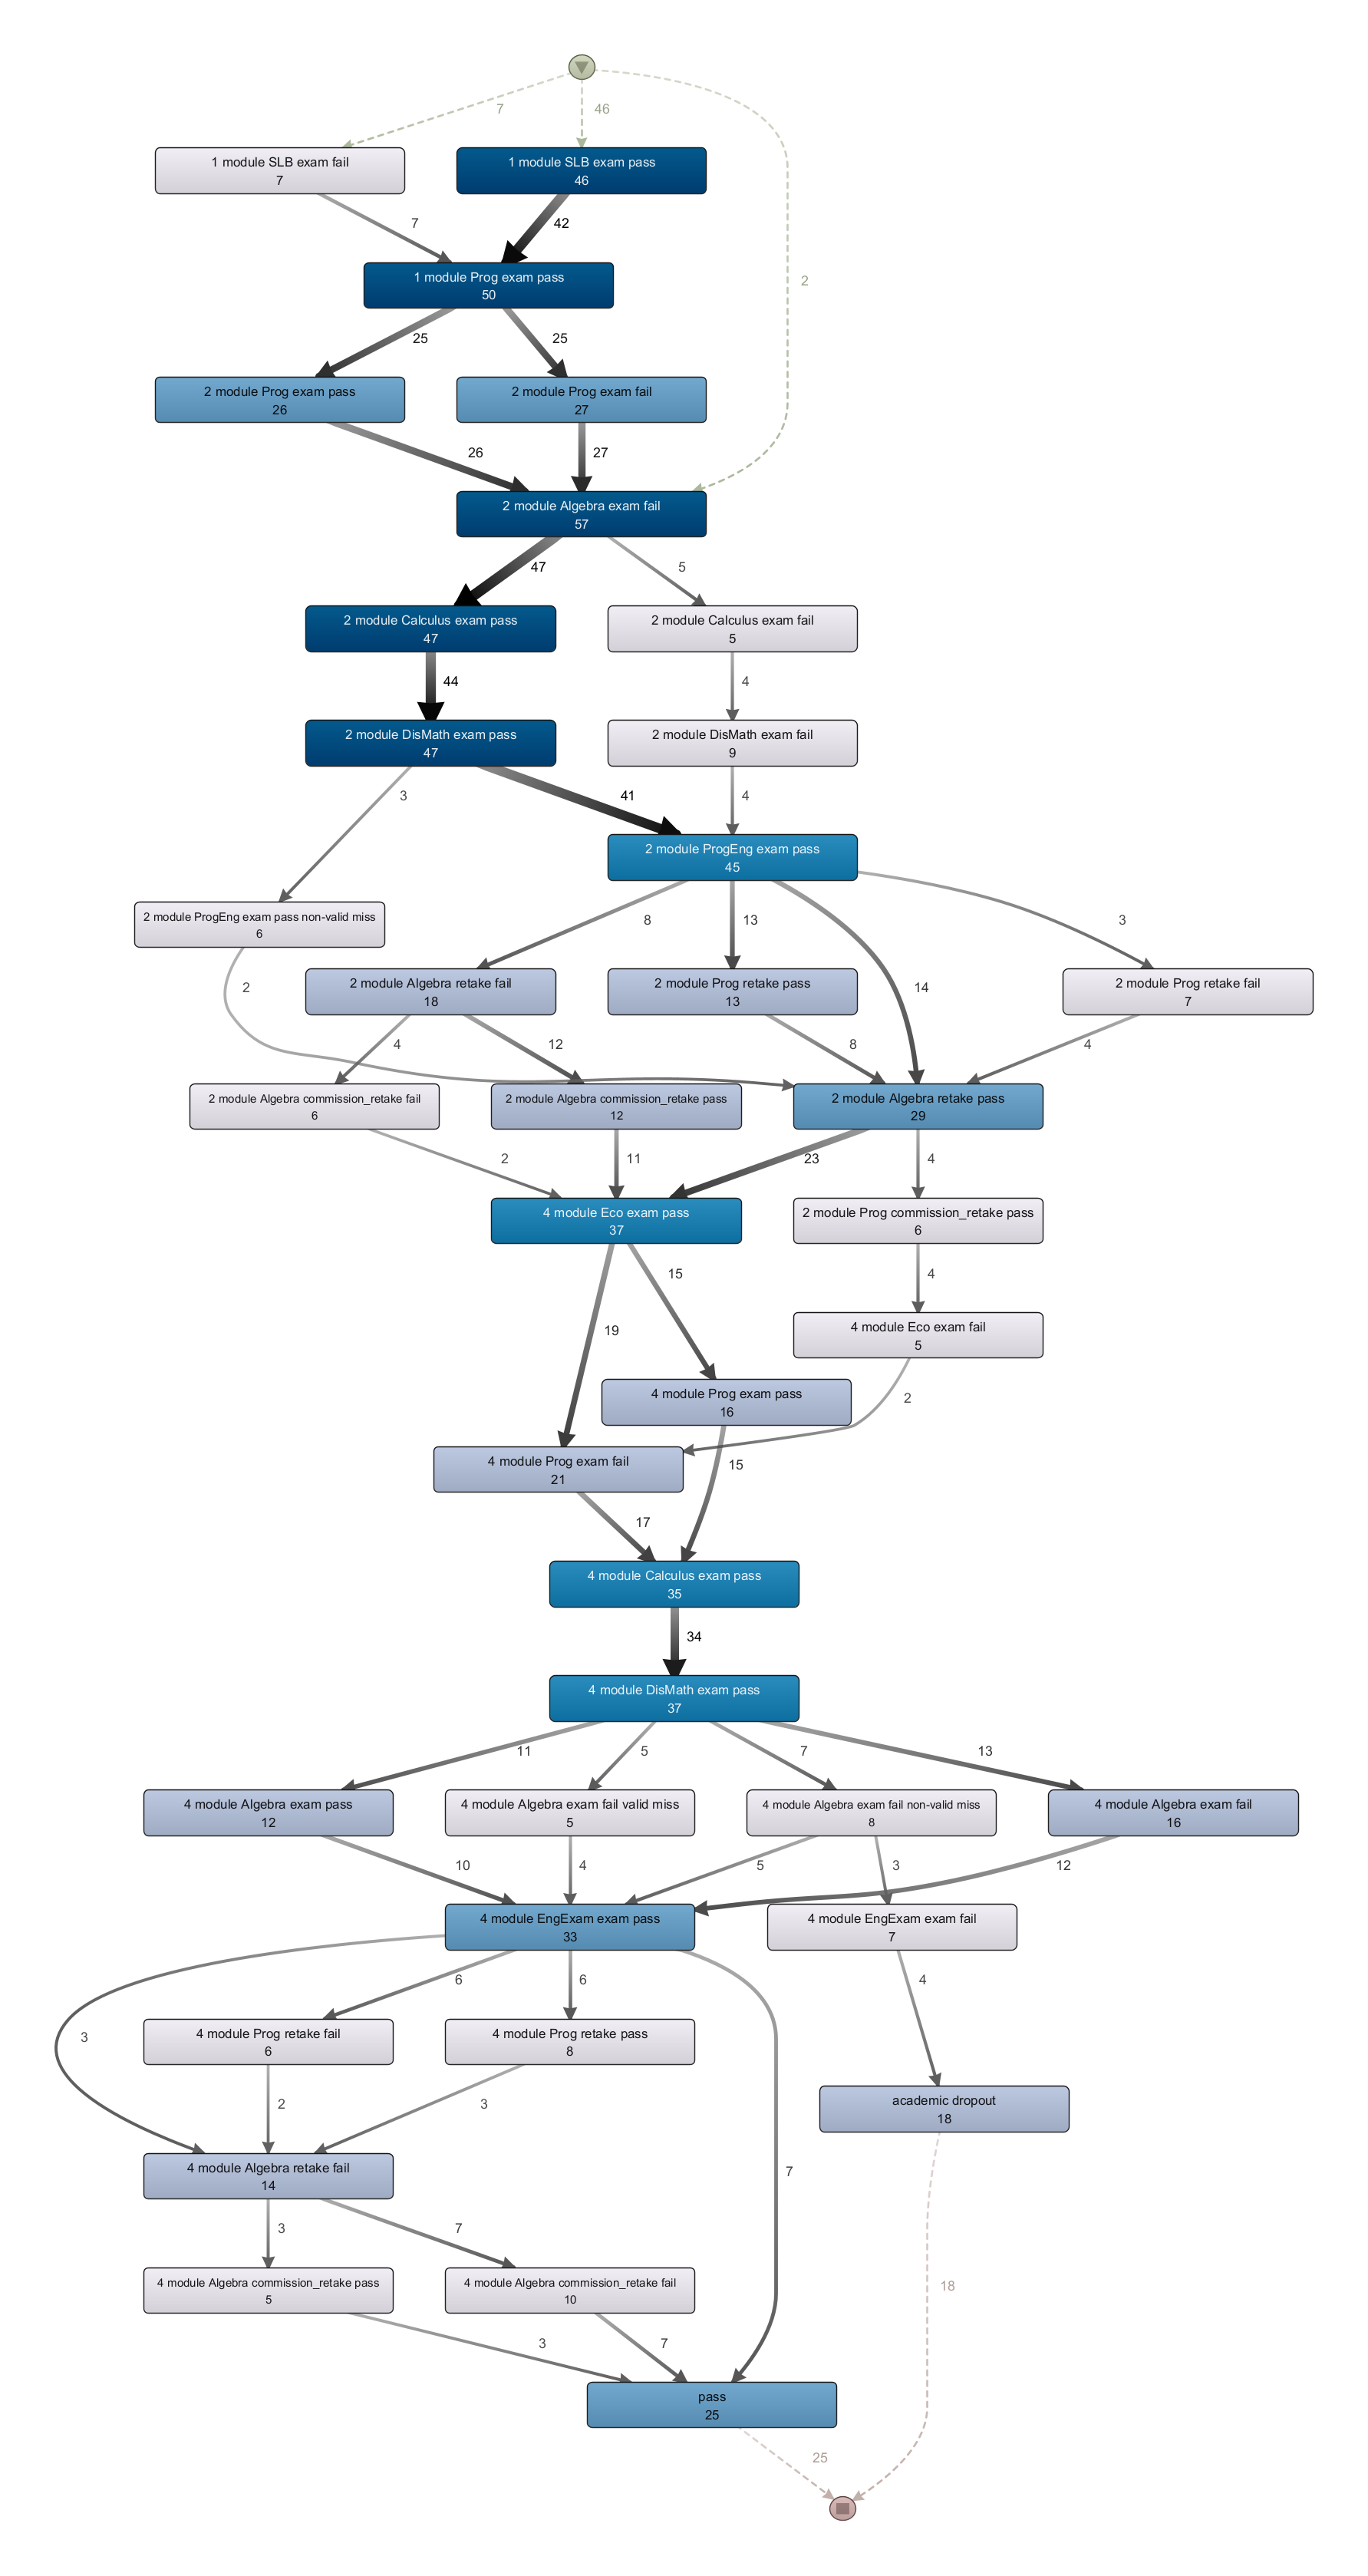 7
46
1 module SLB exam fail
7
1 module SLB exam pass
46
7
42
2
1 module Prog exam pass
50
25
25
2 module Prog exam pass
26
2 module Prog exam fail
27
26
27
2 module Algebra exam fail
57
47
5
2 module Calculus exam pass
47
2 module Calculus exam fail
5
44
4
2 module DisMath exam pass
47
2 module DisMath exam fail
9
3
41
4
2 module ProgEng exam pass
45
2 module ProgEng exam pass non-valid miss
6
8
13
3
2
14
2 module Algebra retake fail
18
2 module Prog retake pass
13
2 module Prog retake fail
7
4
12
8
4
2 module Algebra commission_retake fail
6
2 module Algebra commission_retake pass
12
2 module Algebra retake pass
29
2
11
23
4
4 module Eco exam pass
37
2 module Prog commission_retake pass
6
15
4
19
4 module Eco exam fail
5
4 module Prog exam pass
16
2
4 module Prog exam fail
21
15
17
4 module Calculus exam pass
35
34
4 module DisMath exam pass
37
11
5
7
13
4 module Algebra exam pass
12
4 module Algebra exam fail valid miss
5
4 module Algebra exam fail non-valid miss
8
4 module Algebra exam fail
16
10
4
5
3
12
4 module EngExam exam pass
33
4 module EngExam exam fail
7
6
6
4
3
4 module Prog retake fail
6
4 module Prog retake pass
8
2
3
academic dropout
18
4 module Algebra retake fail
14
7
3
7
18
4 module Algebra commission_retake pass
5
4 module Algebra commission_retake fail
10
3
7
pass
25
25